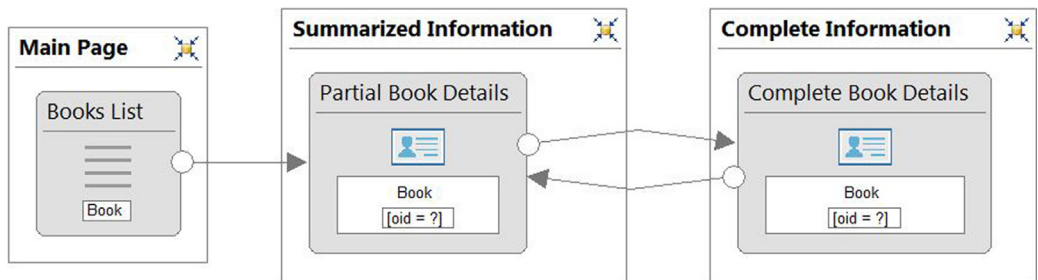 Main Page
Books List
Book
Summarized Information
Partial Book Details
Book
[oid = ?]
Complete Information
Complete Book Details
Book
[oid = ?]